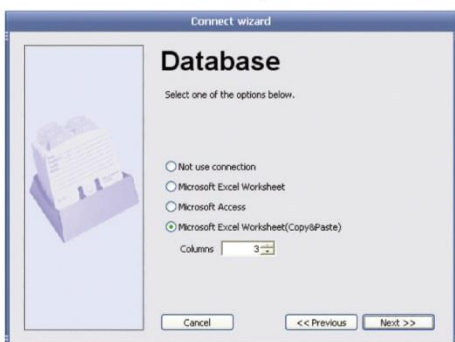 Connect wizard
Database
Select one of the options below.
Not use connection
Microsoft Excel Worksheet
Microsoft Access
Microsoft Excel Worksheet(Copy&Paste)
Columns 3
Cancel << Previous Next >>